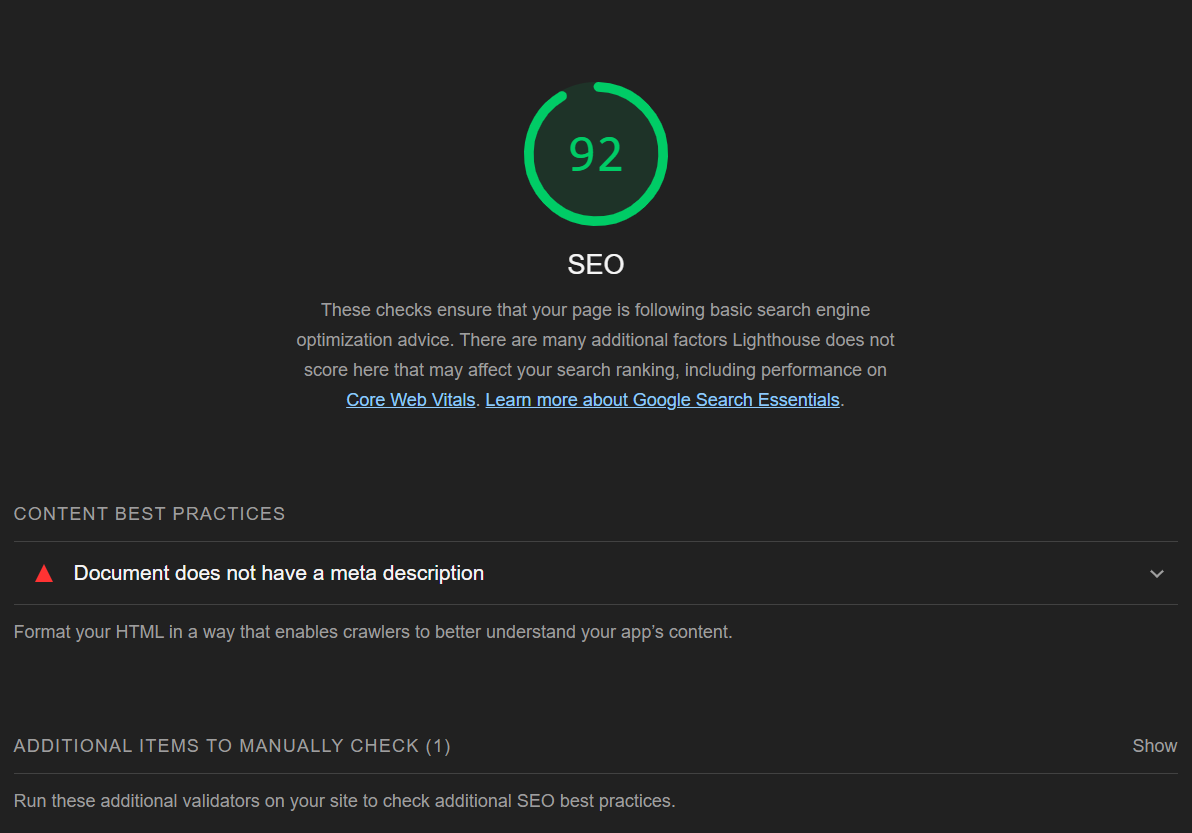 92
SEO
These checks ensure that your page is following basic search engine
optimization advice. There are many additional factors Lighthouse does not
score here that may affect your search ranking, including performance on
Core Web Vitals. Learn more about Google Search Essentials.
CONTENT BEST PRACTICES
Document does not have a meta description
Format your HTML in a way that enables crawlers to better understand your app’s content.
ADDITIONAL ITEMS TO MANUALLY CHECK (1)
Show
Run these additional validators on your site to check additional SEO best practices.